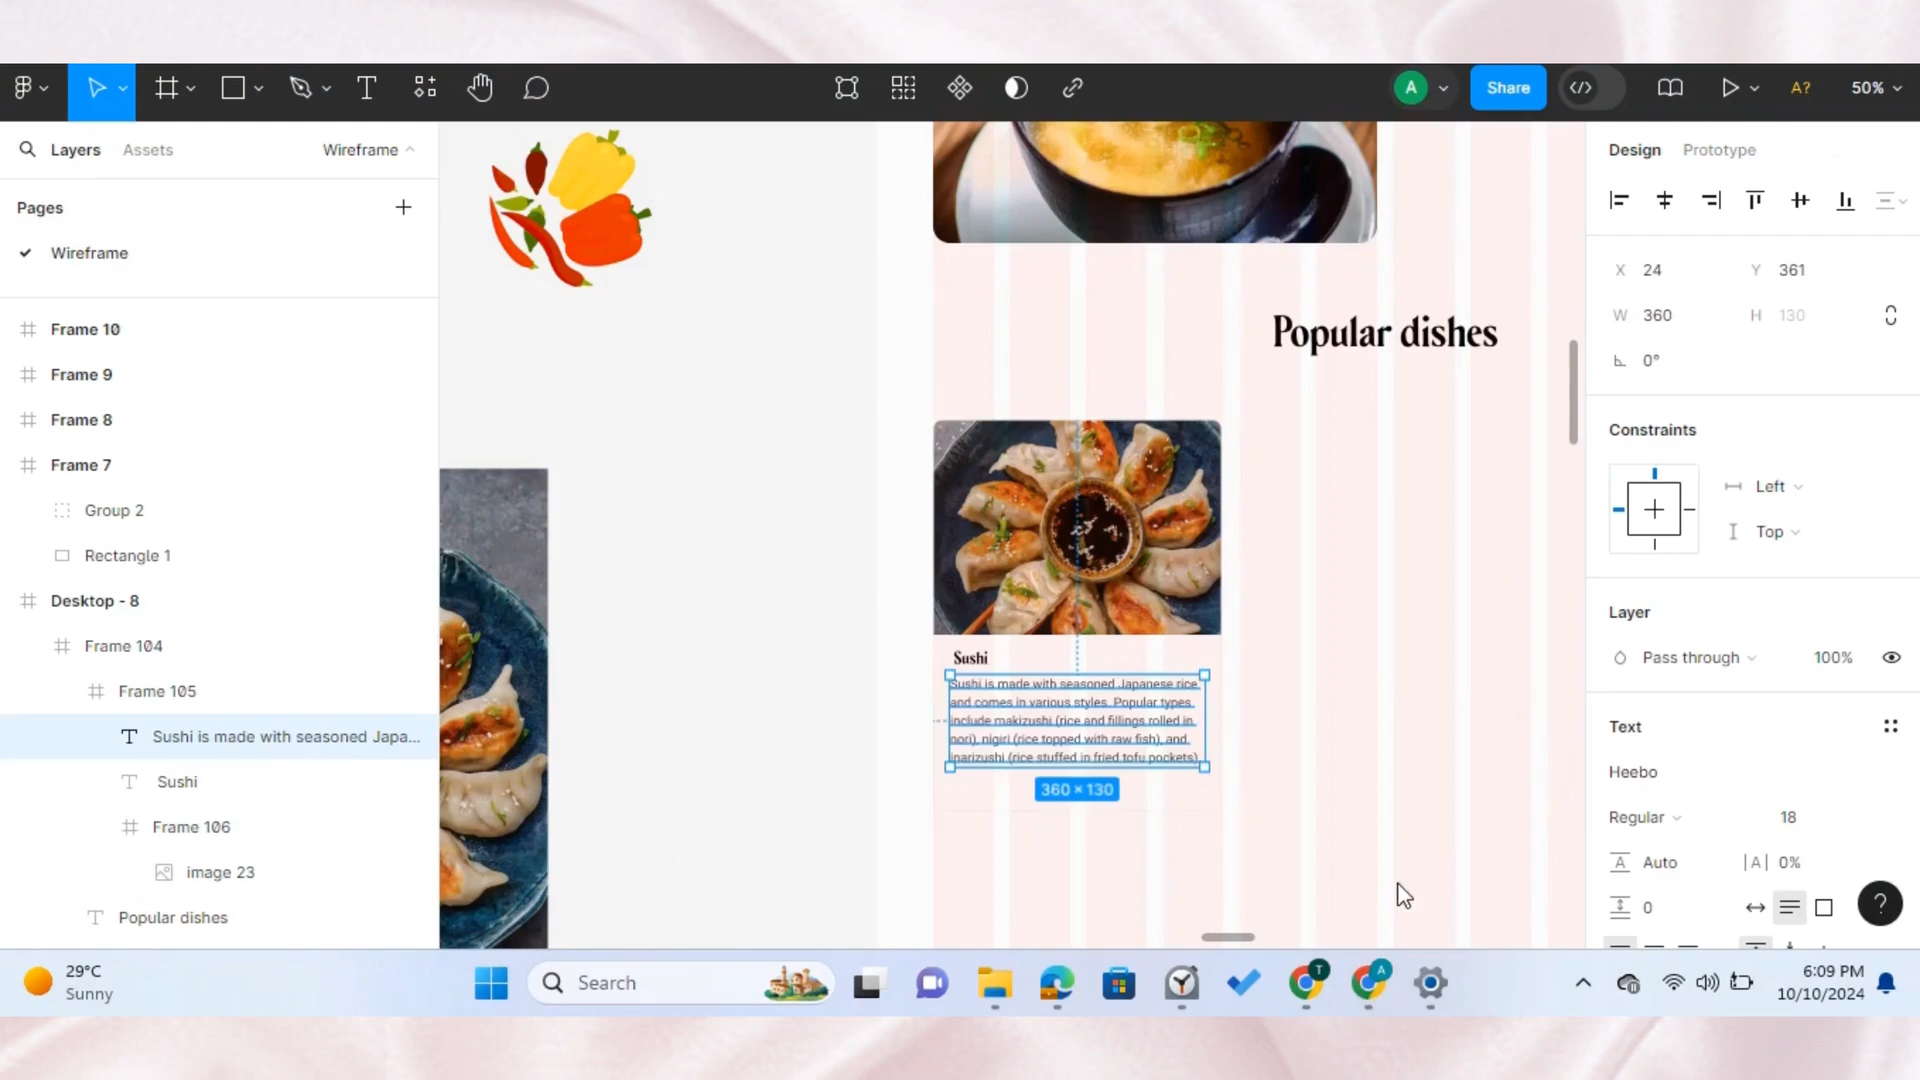 A
Share
A?
50%
Layers
Assets
Wireframe
Pages
Wireframe
Frame 10
Frame 9
Frame 8
Frame 7
Group 2
Rectangle 1
Desktop - 8
Frame 104
Frame 105
Sushi is made with seasoned Japa...
Sushi
Frame 106
image 23
Popular dishes
Popular dishes
Sushi
Sushi is made with seasoned Japanese rice
and comes in various styles. Popular types
include makizushi (rice and fillings rolled in
nori), nigiri (rice topped with raw fish), and
inarizushi (rice stuffed in fried tofu pockets)
360 × 130
Design
Prototype
X 24
Y 361
W 360
H 130
0°
Constraints
Left
Top
Layer
Pass through
100%
Text
Heebo
Regular
18
A Auto
|A| 0%
0
?
29°C
Sunny
Search
T
A
6:09 PM
10/10/2024